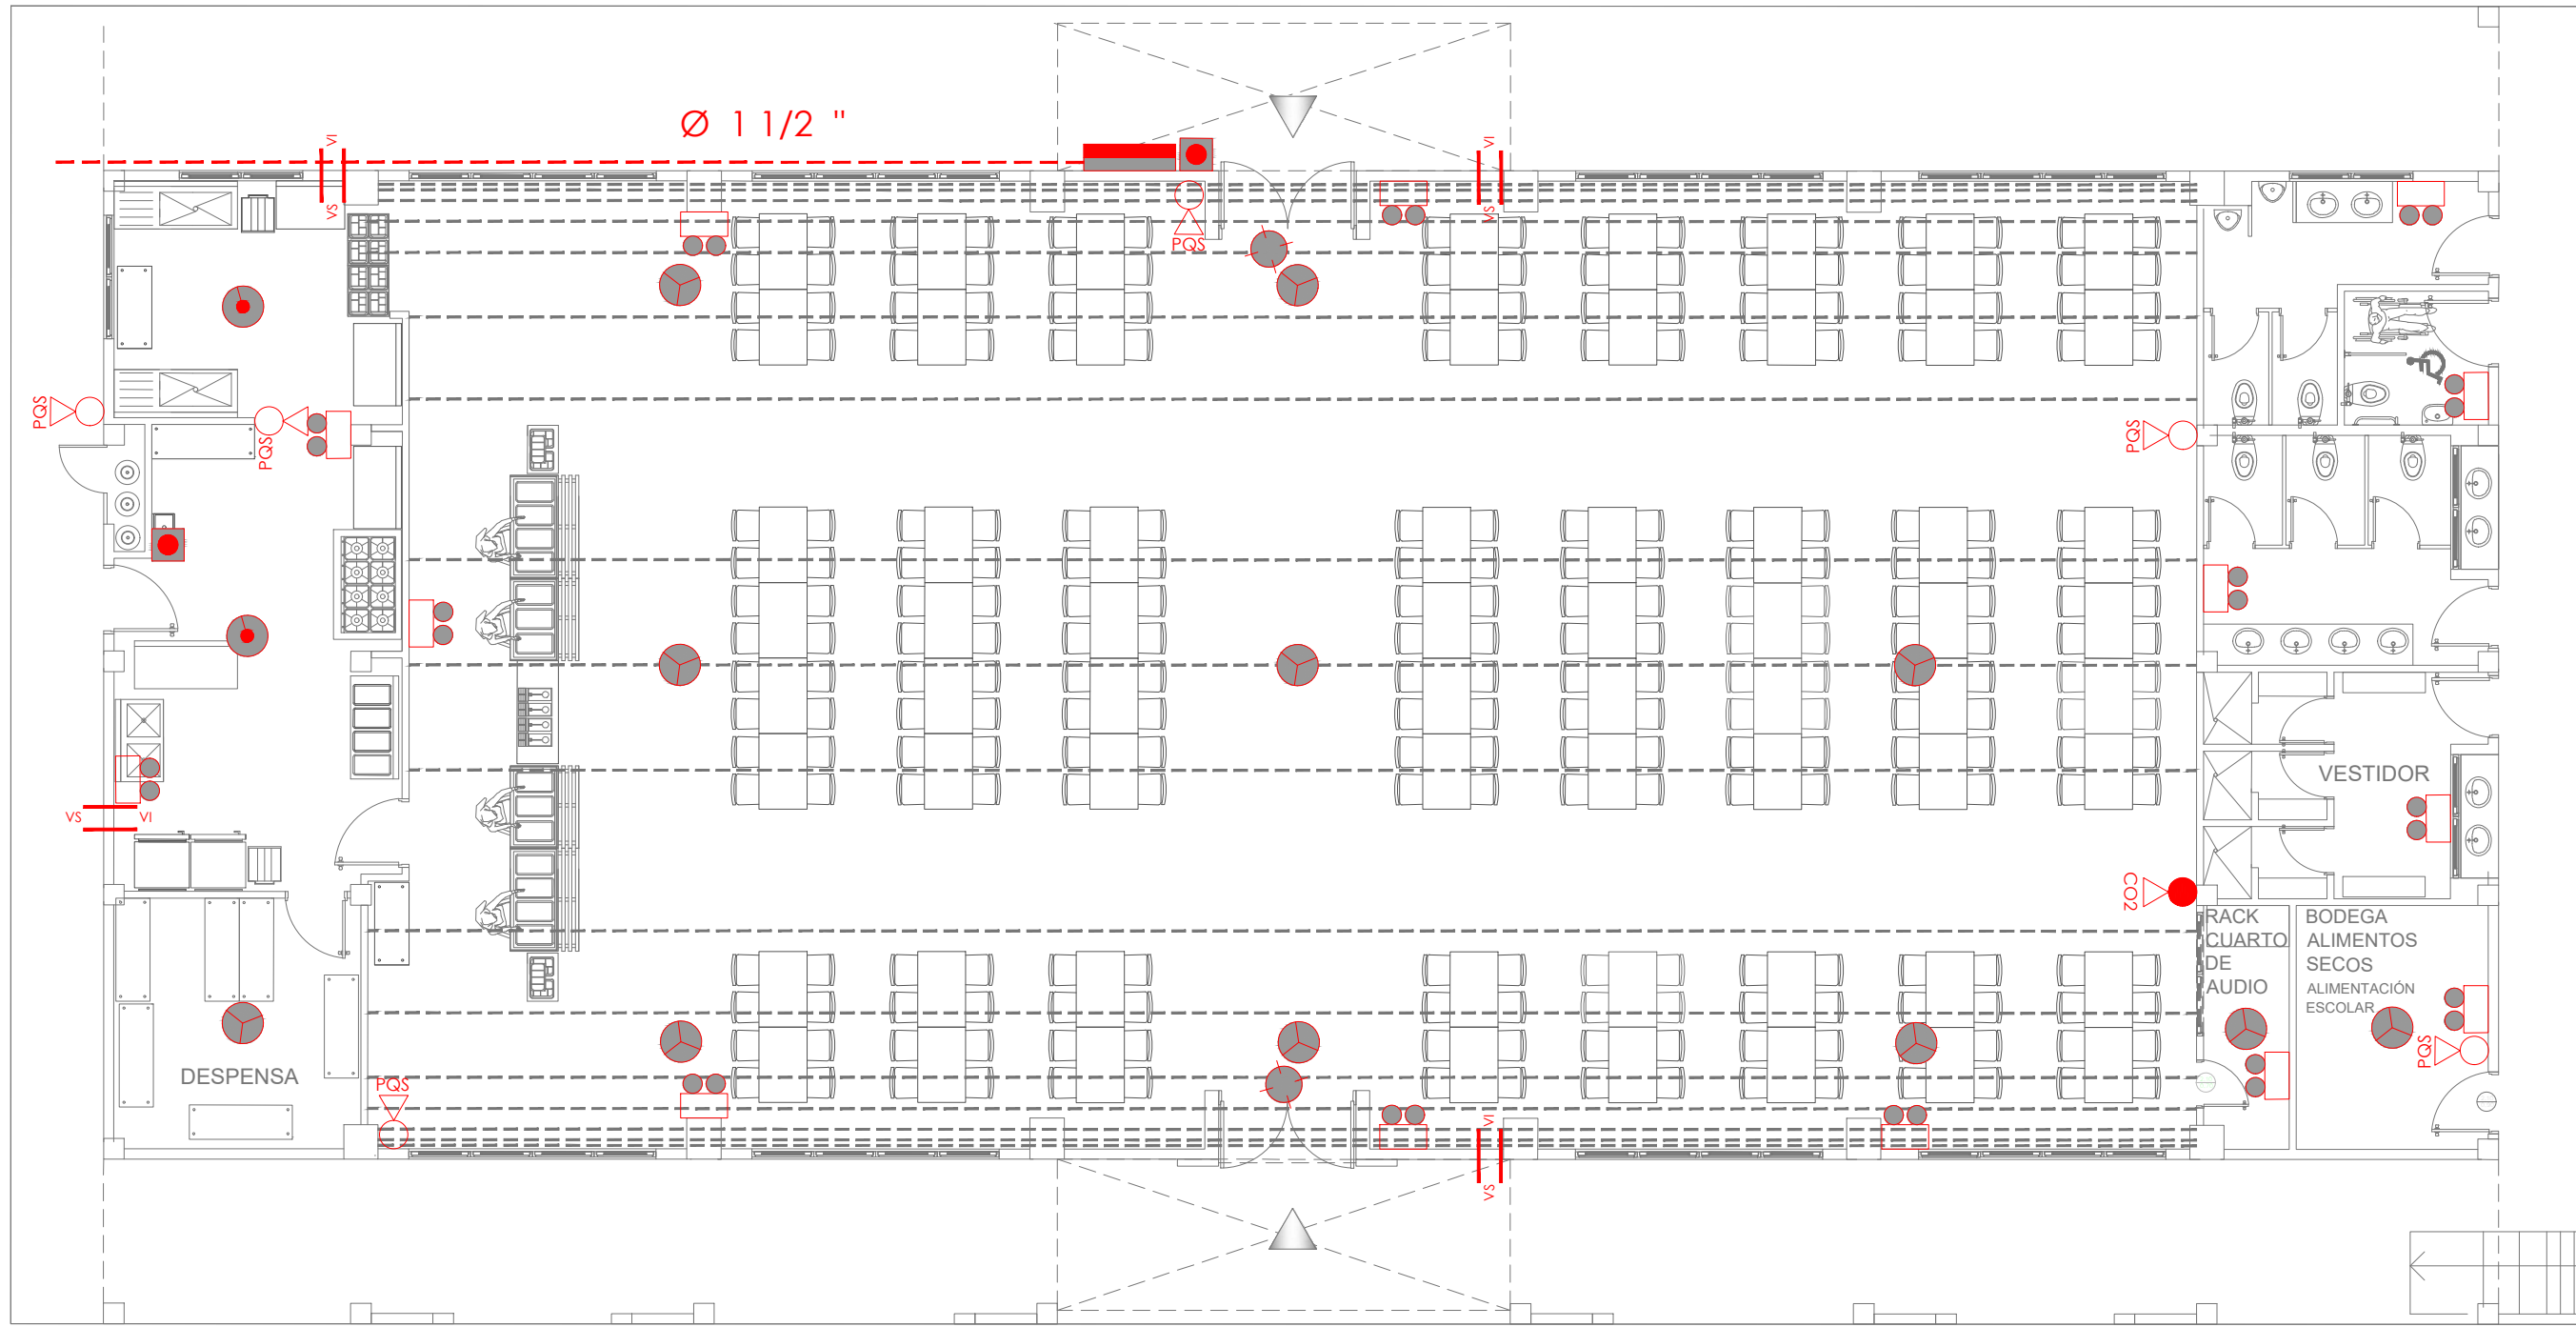 Ø 1 1/2 "
VI
VS
VI
VS
PQS
PQS
PQS
PQS
VS
VI
VESTIDOR
CO2
RACK
CUARTO
DE
AUDIO
BODEGA
ALIMENTOS
SECOS
ALIMENTACIÓN
ESCOLAR
PQS
DESPENSA
PQS
VI
VS